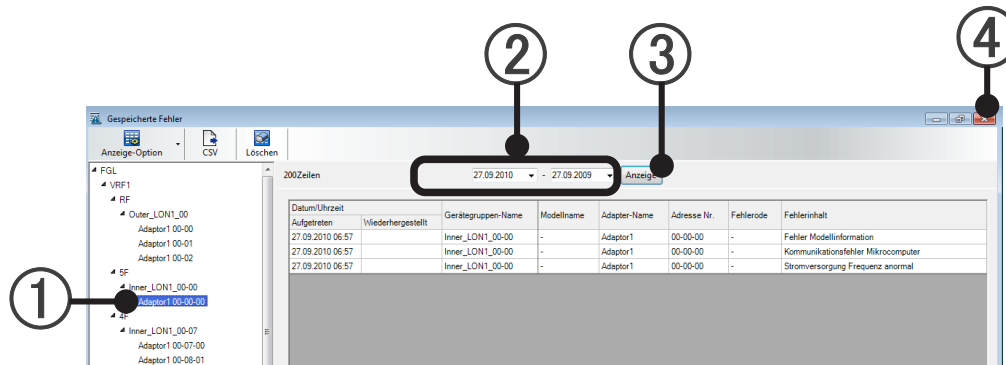 ② ③ ④
Gespeicherte Fehler
Anzeige-Option CSV Löschen
FGL
VRF1
RF
Outer_LON1_00
Adaptor1 00-00
Adaptor1 00-01
Adaptor1 00-02
5F
Inner_LON1_00-00
① Adaptor1 00-00-00
4F
Inner_LON1_00-07
Adaptor1 00-07-00
Adaptor1 00-08-01
200Zeilen 27.09.2010 - 27.09.2009 Anzeige
Datum/Uhrzeit Gerätegruppen-Name Modellname Adapter-Name Adresse Nr. Fehlerode Fehlerinhalt
Aufgetreten Wiederhergestellt
27.09.2010 06:57 Inner_LON1_00-00 - Adaptor1 00-00-00 - Fehler Modellinformation
27.09.2010 06:57 Inner_LON1_00-00 - Adaptor1 00-00-00 - Kommunikationsfehler Mikrocomputer
27.09.2010 06:57 Inner_LON1_00-00 - Adaptor1 00-00-00 - Stromversorgung Frequenz anormal